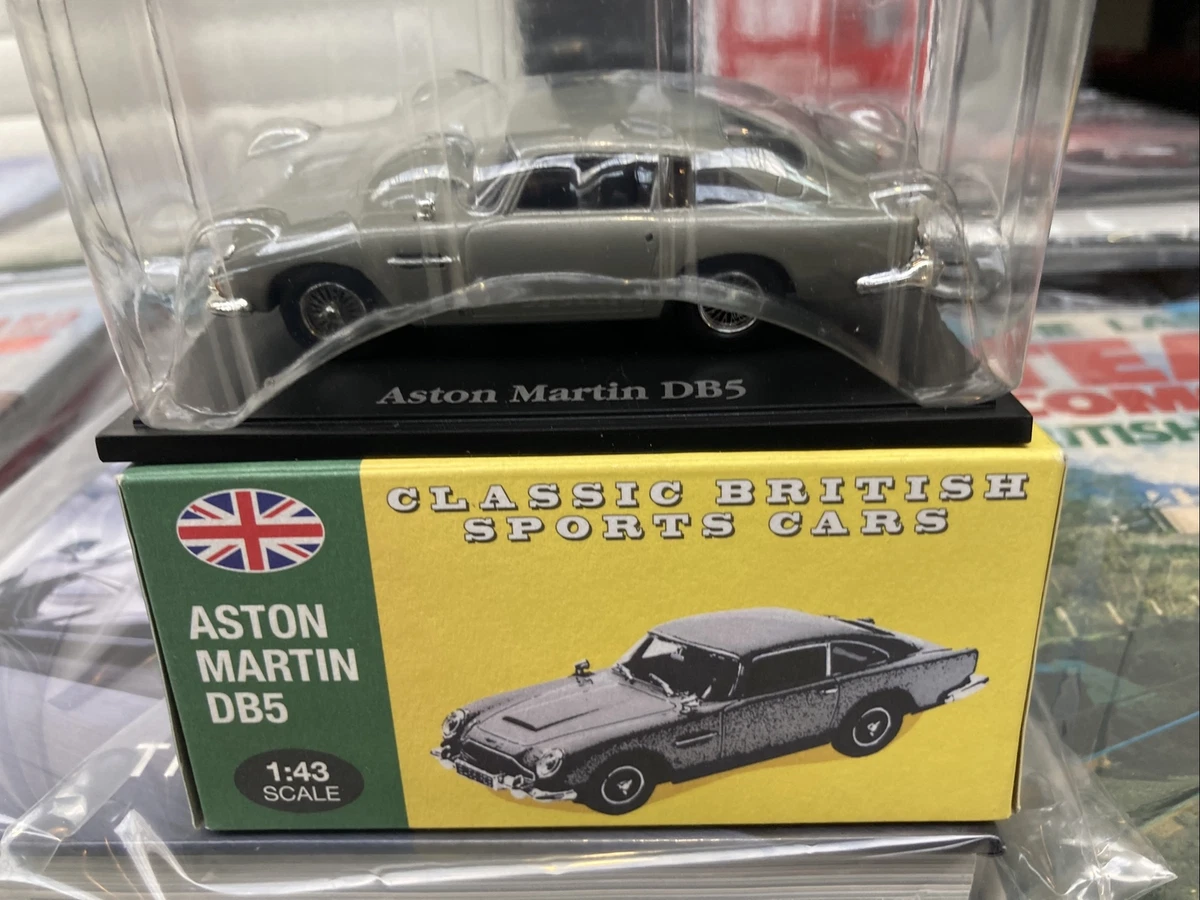 Aston Martin DB5
CLASSIC BRITISH
SPORTS CARS
ASTON
MARTIN
DB5
1:43
SCALE